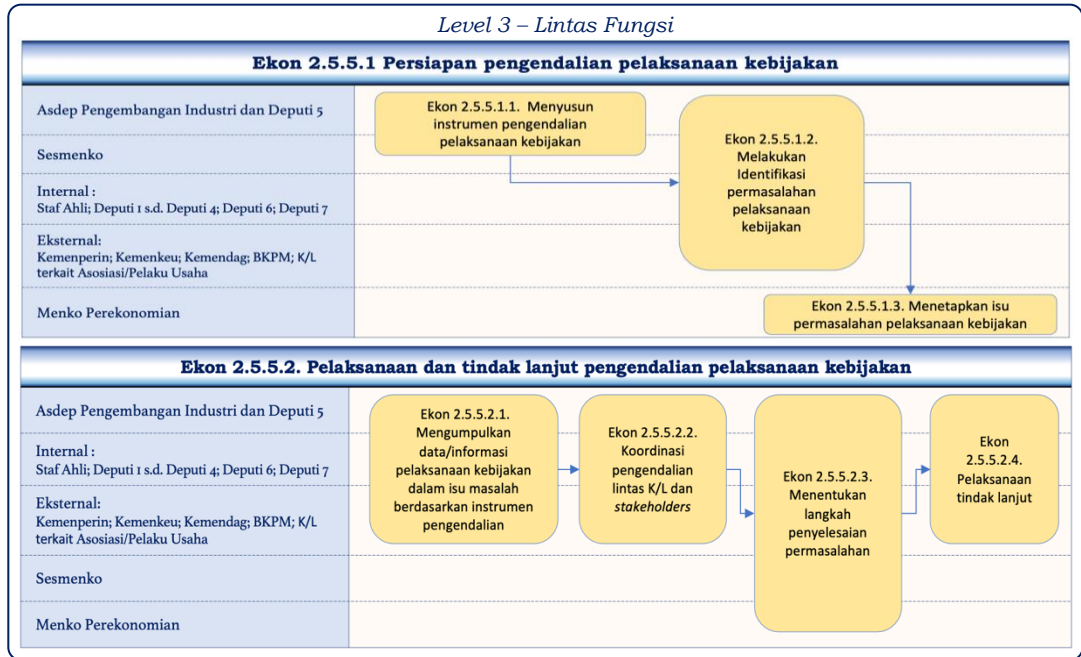 Level 3 – Lintas Fungsi
Ekon 2.5.5.1 Persiapan pengendalian pelaksanaan kebijakan
Asdep Pengembangan Industri dan Deputi 5
Sesmenko
Internal :
Staf Ahli; Deputi 1 s.d. Deputi 4; Deputi 6; Deputi 7
Eksternal:
Kemenperin; Kemenkeu; Kemendag; BKPM; K/L
terkait Asosiasi/Pelaku Usaha
Menko Perekonomian
Ekon 2.5.5.1.1. Menyusun
instrumen pengendalian
pelaksanaan kebijakan
Ekon 2.5.5.1.2.
Melakukan
Identifikasi
permasalahan
pelaksanaan
kebijakan
Ekon 2.5.5.1.3. Menetapkan isu
permasalahan pelaksanaan kebijakan
Ekon 2.5.5.2. Pelaksanaan dan tindak lanjut pengendalian pelaksanaan kebijakan
Asdep Pengembangan Industri dan Deputi 5
Internal :
Staf Ahli; Deputi 1 s.d. Deputi 4; Deputi 6; Deputi 7
Eksternal:
Kemenperin; Kemenkeu; Kemendag; BKPM; K/L
terkait Asosiasi/Pelaku Usaha
Sesmenko
Menko Perekonomian
Ekon 2.5.5.2.1.
Mengumpulkan
data/informasi
pelaksanaan kebijakan
dalam isu masalah
berdasarkan instrumen
pengendalian
Ekon 2.5.5.2.2.
Koordinasi
pengendalian
lintas K/L dan
stakeholders
Ekon 2.5.5.2.3.
Menentukan
langkah
penyelesaian
permasalahan
Ekon
2.5.5.2.4.
Pelaksanaan
tindak lanjut